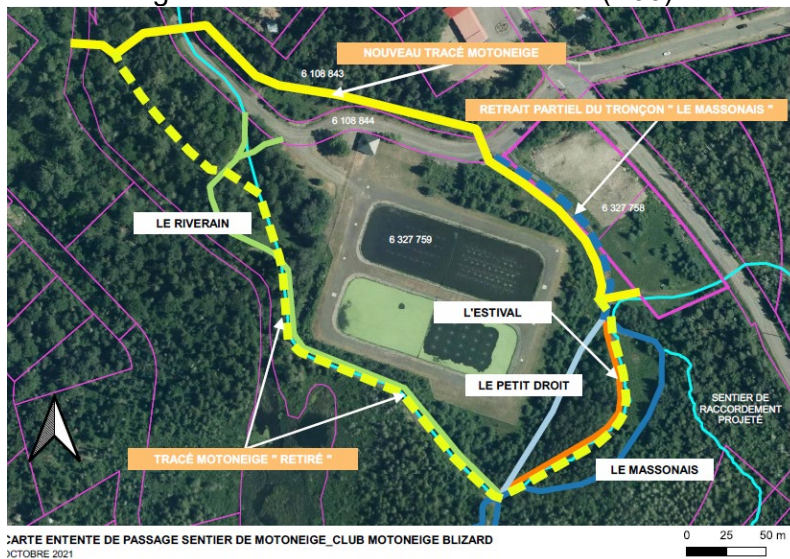 NOUVEAU TRACÉ MOTONEIGE
6 108 843
RETRAIT PARTIEL DU TRONÇON " LE MASSONAIS "
6 108 844
LE RIVERAIN
6 327 758
6 327 759
L'ESTIVAL
LE PETIT DROIT
SENTIER DE
RACCORDEMENT
PROJETÉ
TRACÉ MOTONEIGE " RETIRÉ "
LE MASSONAIS
CARTE ENTENTE DE PASSAGE SENTIER DE MOTONEIGE_CLUB MOTONEIGE BLIZARD
OCTOBRE 2021
0 25 50 m